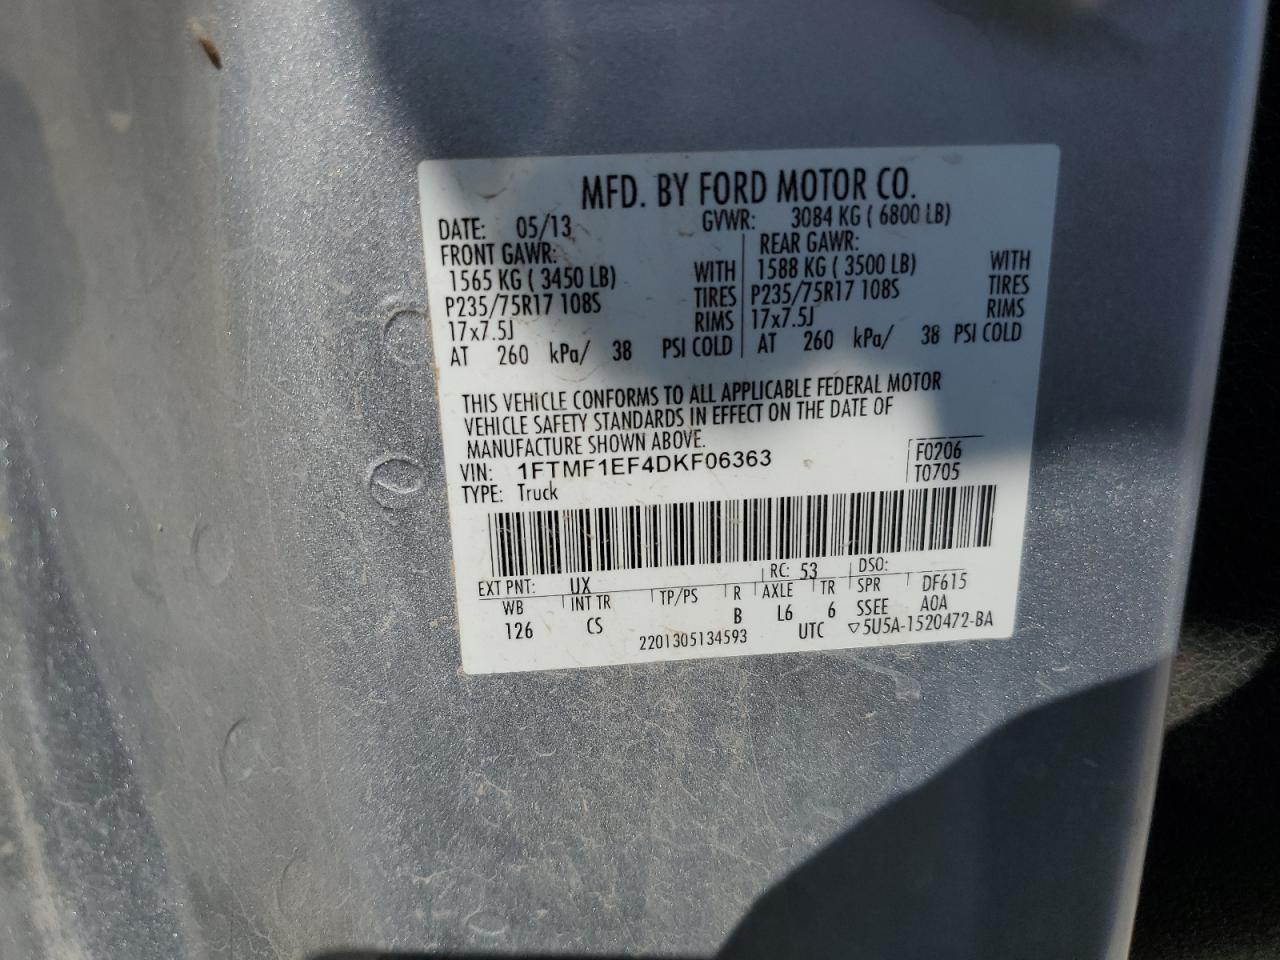 MFD. BY FORD MOTOR CO.
DATE: 05/13 GVWR: 3084 KG ( 6800 LB)
FRONT GAWR: REAR GAWR:
1565 KG ( 3450 LB) WITH 1588 KG ( 3500 LB) WITH
P235/75R17 108S TIRES P235/75R17 108S TIRES
17x7.5J RIMS 17x7.5J RIMS
AT 260 kPa/ 38 PSI COLD AT 260 kPa/ 38 PSI COLD
THIS VEHICLE CONFORMS TO ALL APPLICABLE FEDERAL MOTOR
VEHICLE SAFETY STANDARDS IN EFFECT ON THE DATE OF
MANUFACTURE SHOWN ABOVE.
VIN: 1FTMF1EF4DKF06363 F0206
TYPE: Truck T0705
EXT PNT: UX RC: 53 DSO:
WB INT TR TP/PS R AXLE TR SPR DF615
126 CS B L6 6 SSEE A0A
2201305134593 UTC ▽5U5A-1520472-BA